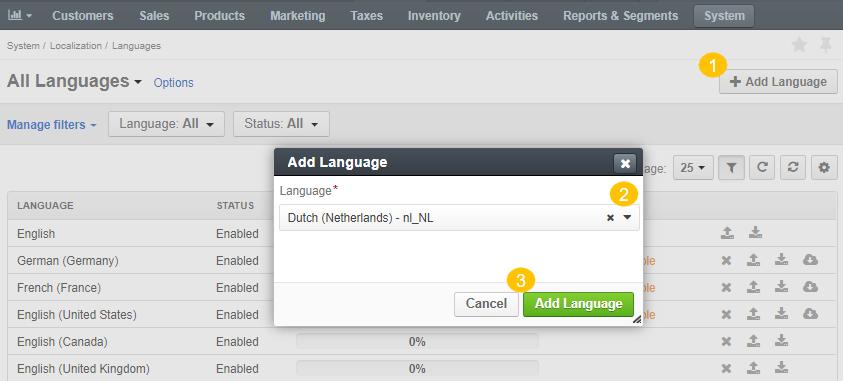 Customers Sales Products Marketing Taxes Inventory Activities Reports & Segments System
System / Localization / Languages
1
All Languages Options
+ Add Language
Manage filters Language: All Status: All
Add Language
age: 25
Language*
2
LANGUAGE STATUS
Dutch (Netherlands) - nl_NL
English Enabled
German (Germany) Enabled
French (France) Enabled
3
Cancel Add Language
English (United States) Enabled
English (Canada) Enabled 0%
English (United Kingdom) Enabled 0%